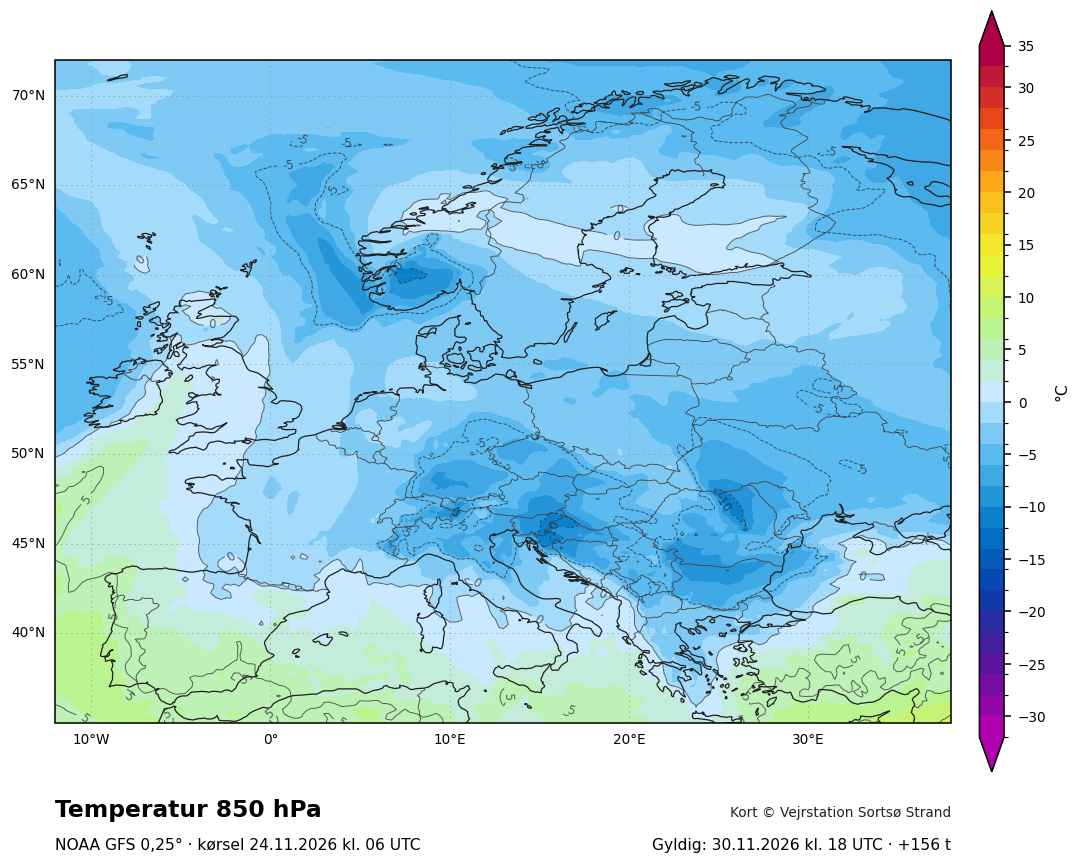 70°N
65°N
60°N
55°N
50°N
45°N
40°N
10°W
0°
10°E
20°E
30°E
35
30
25
20
15
10
5
0
−5
−10
−15
−20
−25
−30
°C
Temperatur 850 hPa
Kort © Vejrstation Sortsø Strand
NOAA GFS 0,25° · kørsel 24.11.2026 kl. 06 UTC
Gyldig: 30.11.2026 kl. 18 UTC · +156 t